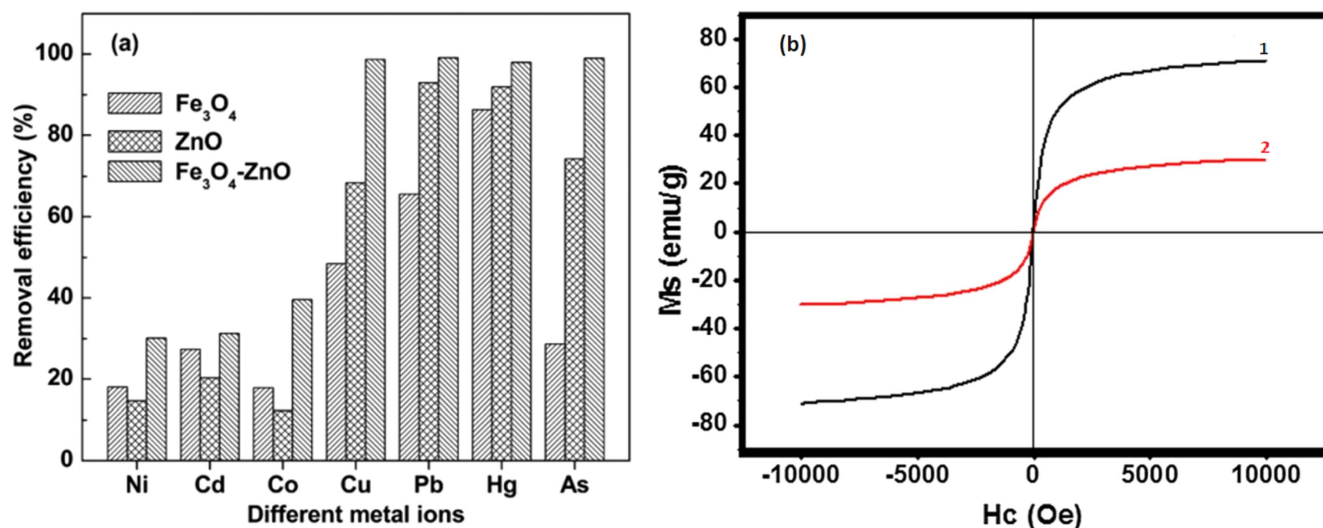 (a)
Removal efficiency (%)
100
80
60
40
20
0
Fe₃O₄
ZnO
Fe₃O₄-ZnO
Ni Cd Co Cu Pb Hg As
Different metal ions
(b)
Ms (emu/g)
80
60
40
20
0
-20
-40
-60
-80
1
2
-10000 -5000 0 5000 10000
Hc (Oe)